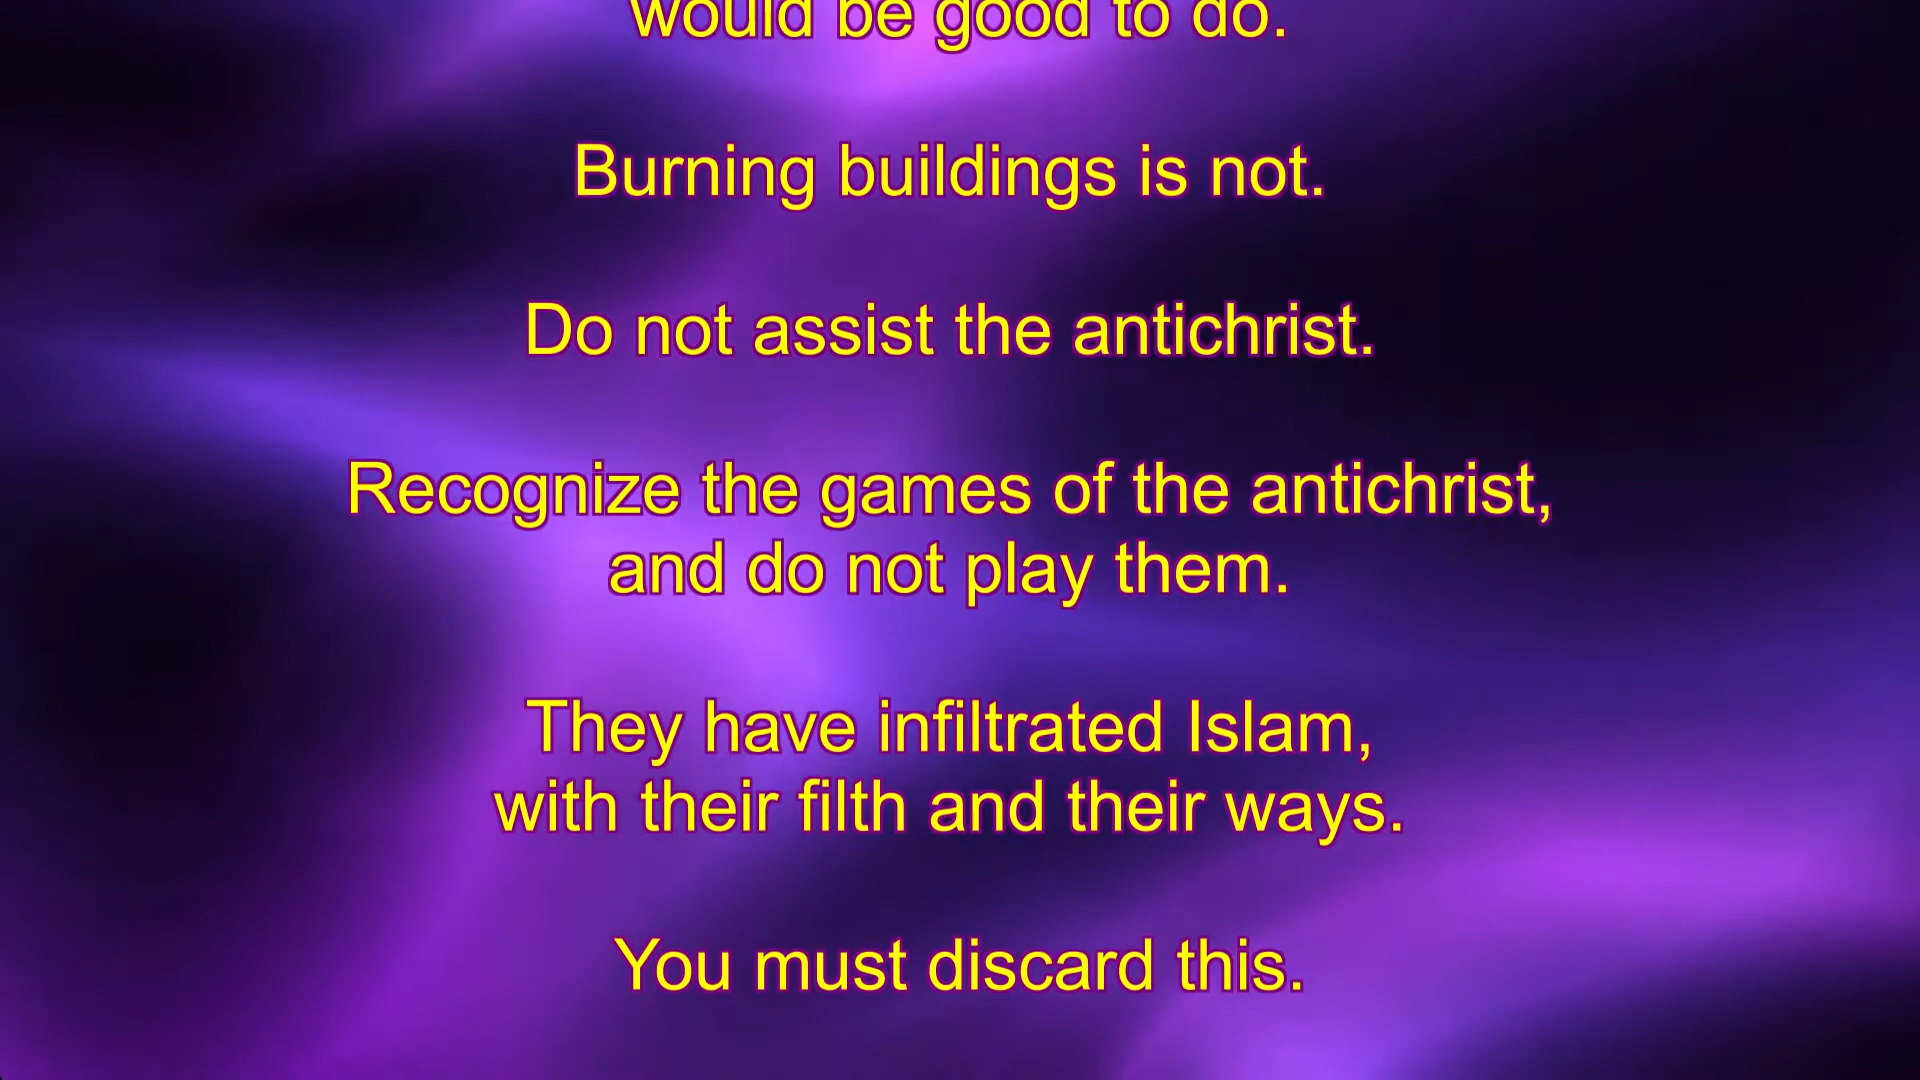 would be good to do.
Burning buildings is not.
Do not assist the antichrist.
Recognize the games of the antichrist,
and do not play them.
They have infiltrated Islam,
with their filth and their ways.
You must discard this.